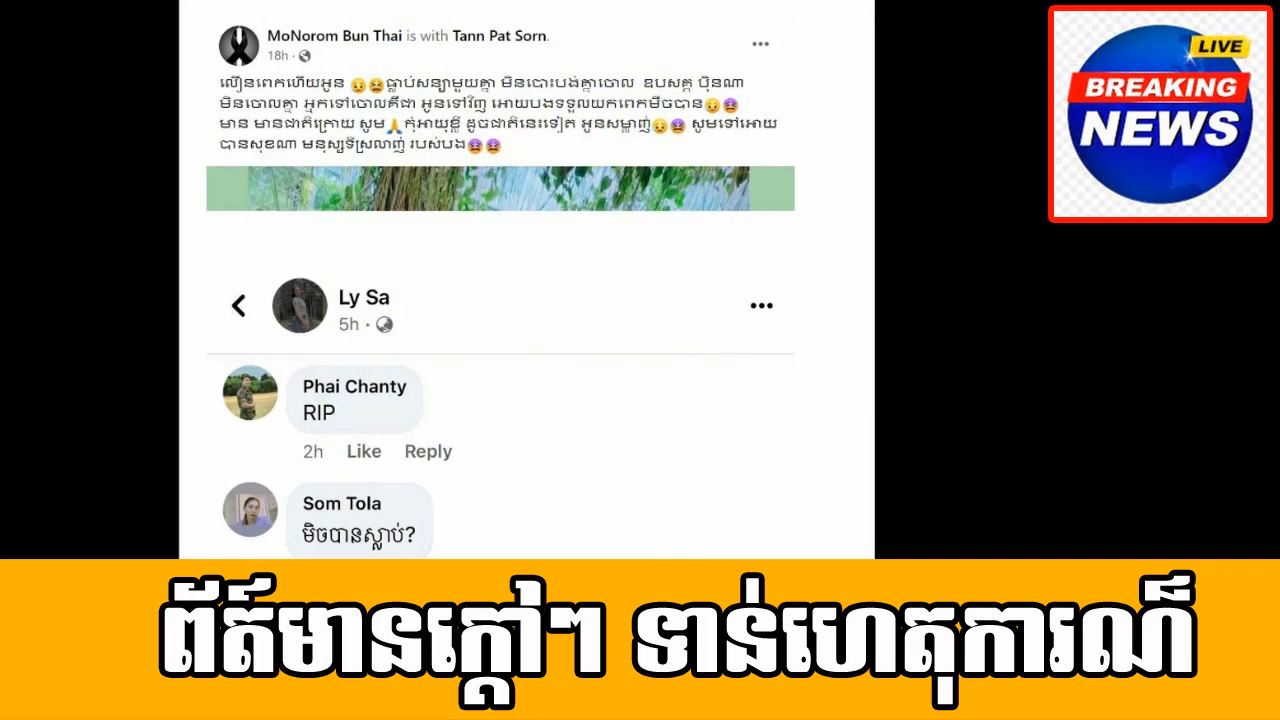 MoNorom Bun Thai is with Tann Pat Sorn.
18h ·
លឿនពេកហើយអូន 😔😫ធ្លាប់សន្យាមួយគ្នា មិនបោះបង់គ្នាចោល ឧបសគ្គ ប៉ិនណា
មិនចោលគ្នា អ្នកទៅចោលគឺជា អូនទៅវិញ អោយបងទទួលយកពេកមិចបាន😔😖
មាន មានជាតិក្រោយ សូម🙏កុំអាយុខ្លី ដូចជាតិនេះទៀត អូនសម្លាញ់😔😖 សូមទៅអោយ
បានសុខណា មនុស្សទីស្រលាញ់ របស់បង😖😖
LIVE
BREAKING
NEWS
Ly Sa
5h ·
Phai Chanty
RIP
2h Like Reply
Som Tola
មិចបានស្លាប់?
ព័ត៍មានក្ដៅៗ ទាន់ហេតុការណ៍